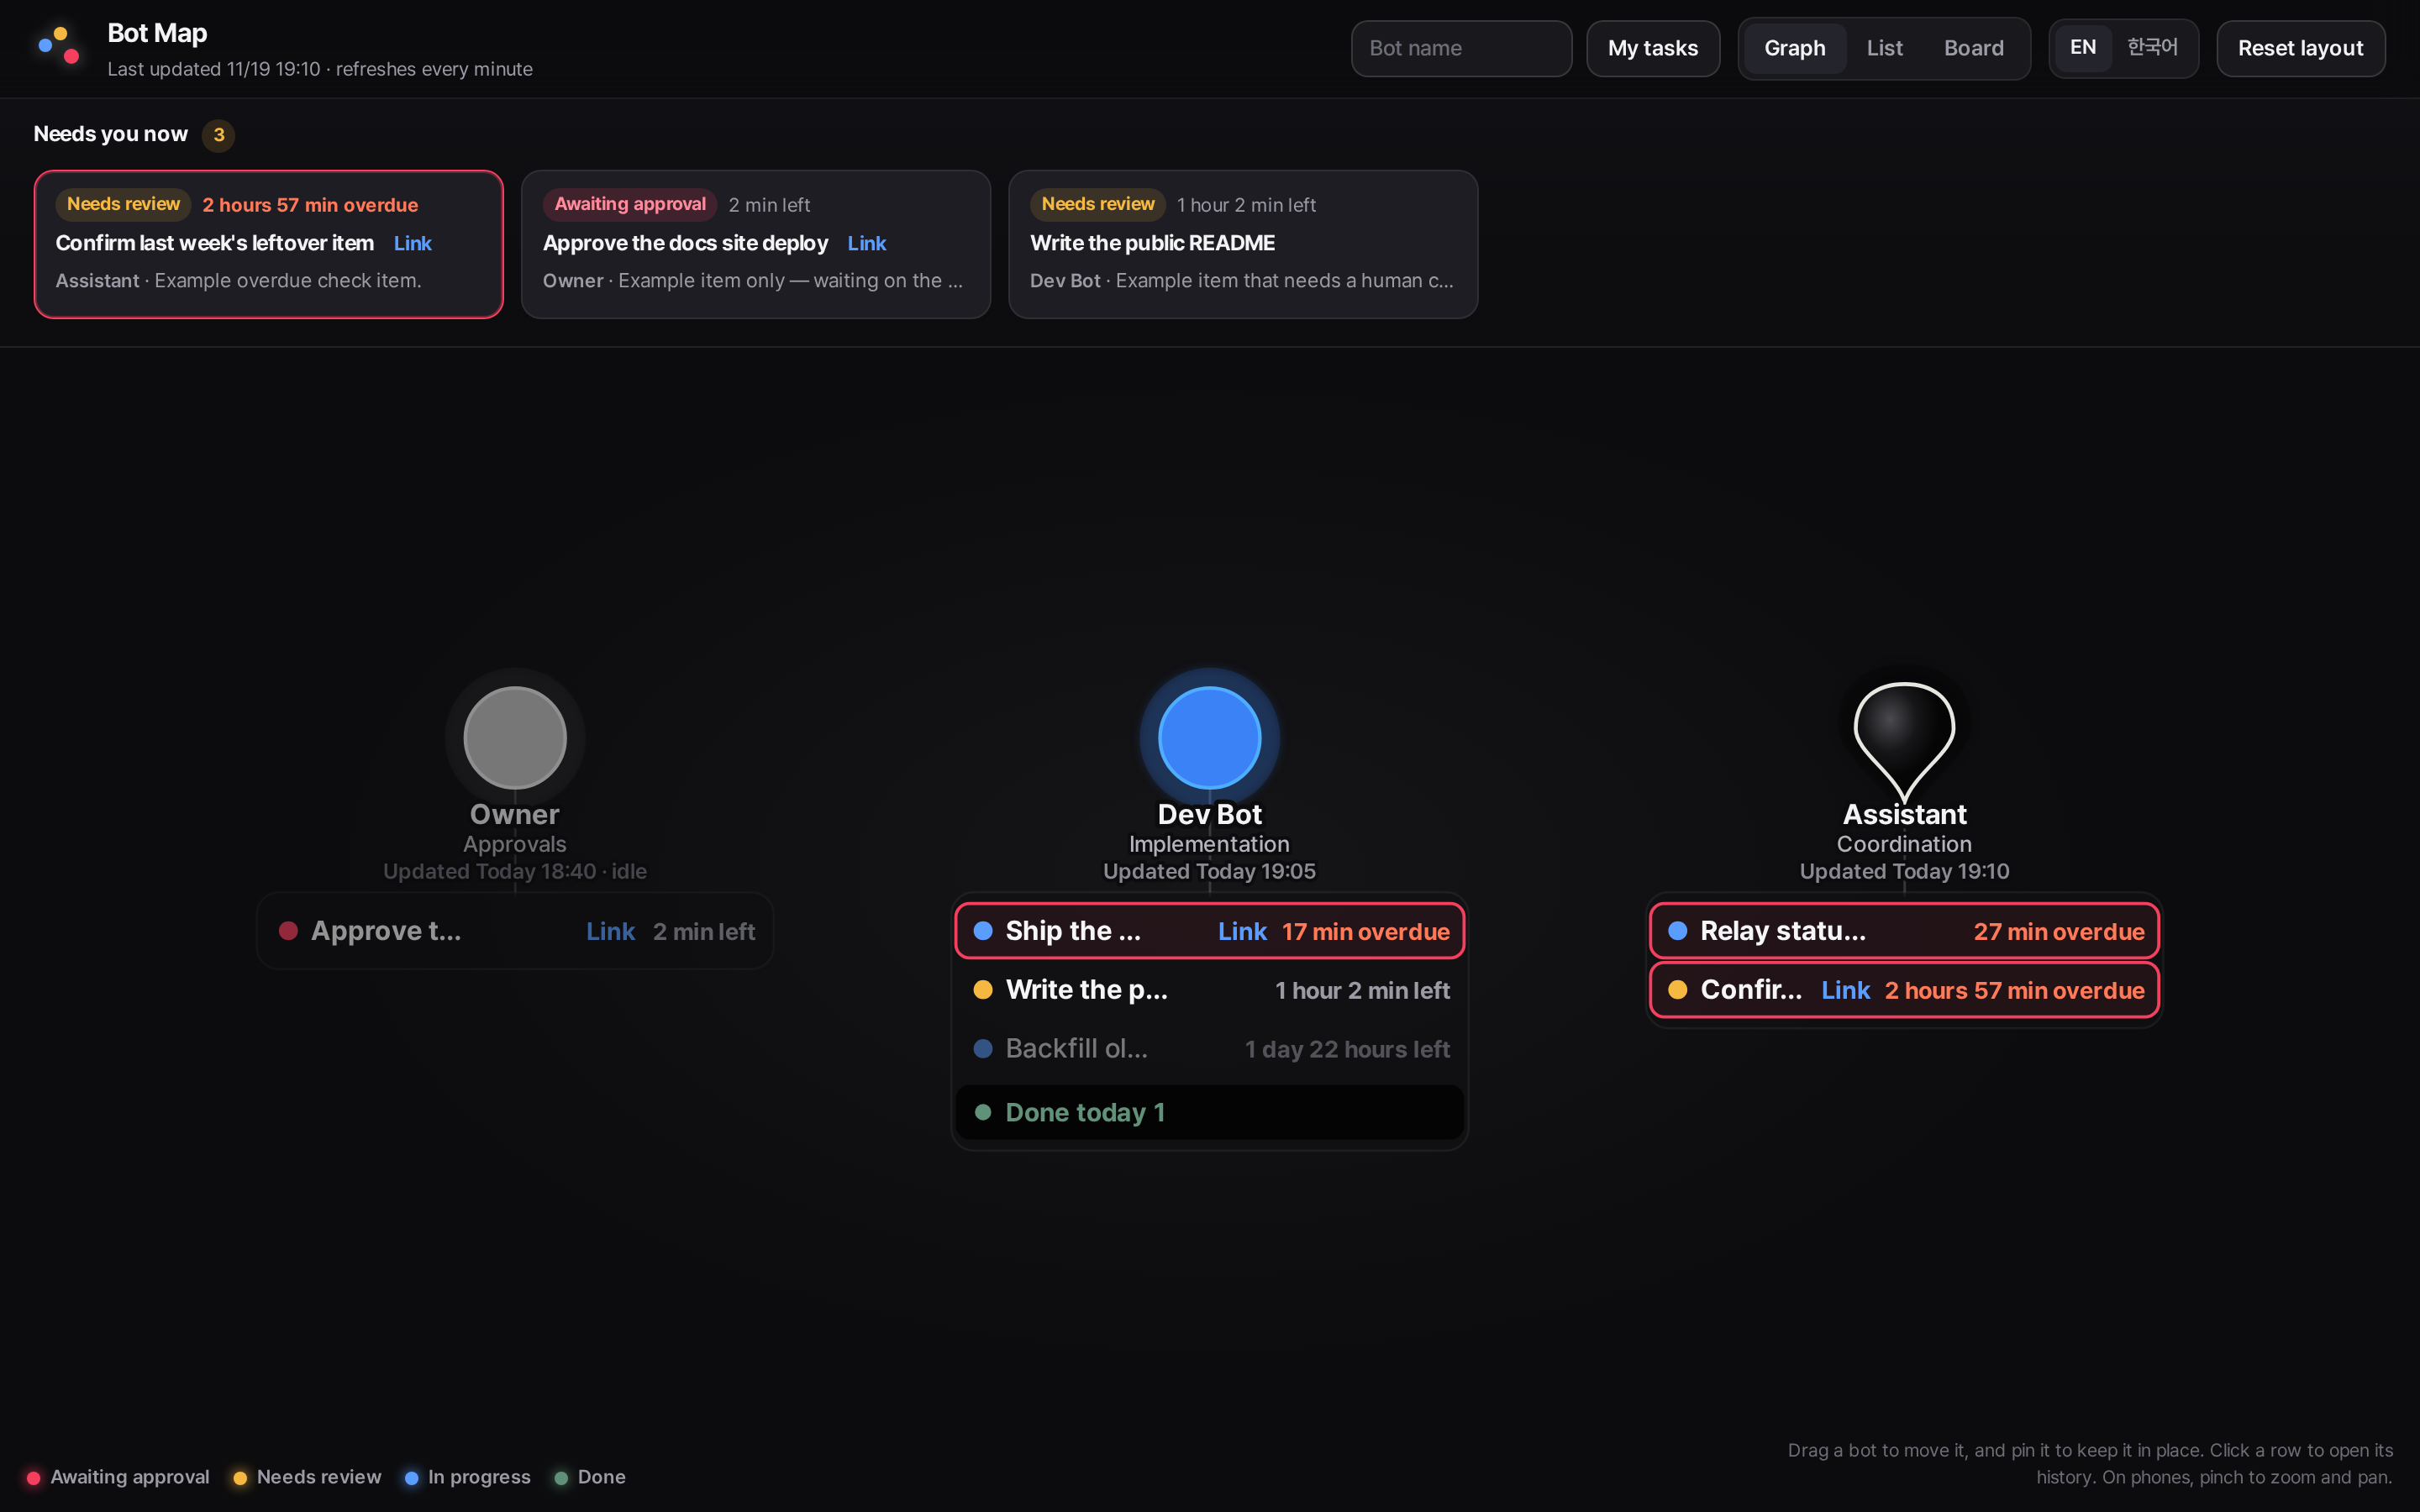 Bot Map
Last updated 11/19 19:10 · refreshes every minute
Bot name
My tasks
Graph
List
Board
EN
한국어
Reset layout
Needs you now 3
Needs review 2 hours 57 min overdue
Confirm last week's leftover item Link
Assistant · Example overdue check item.
Awaiting approval 2 min left
Approve the docs site deploy Link
Owner · Example item only — waiting on the ...
Needs review 1 hour 2 min left
Write the public README
Dev Bot · Example item that needs a human c...
Owner
Approvals
Updated Today 18:40 · idle
Approve t... Link 2 min left
Dev Bot
Implementation
Updated Today 19:05
Ship the ... Link 17 min overdue
Write the p... 1 hour 2 min left
Backfill ol... 1 day 22 hours left
Done today 1
Assistant
Coordination
Updated Today 19:10
Relay statu... 27 min overdue
Confir... Link 2 hours 57 min overdue
Awaiting approval
Needs review
In progress
Done
Drag a bot to move it, and pin it to keep it in place. Click a row to open its
history. On phones, pinch to zoom and pan.